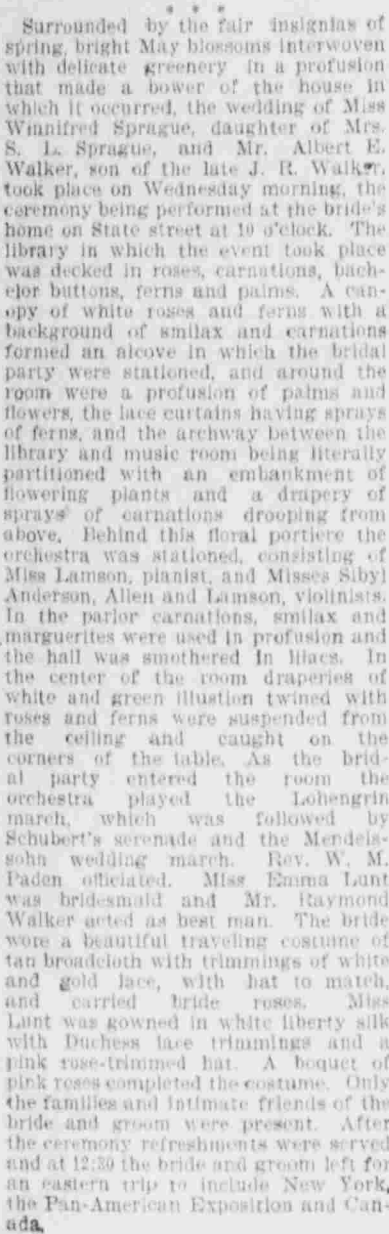 * * *
Surrounded by the fair insignias of
spring, bright May blossoms interwoven
with delicate greenery in a profusion
that made a bower of the house in
which it occurred, the wedding of Miss
Winnifred Sprague, daughter of Mrs.
S. L. Sprague, and Mr. Albert E.
Walker, son of the late J. R. Walker,
took place on Wednesday morning, the
ceremony being performed at the bride's
home on State street at 10 o'clock. The
library in which the event took place
was decked in roses, carnations, bach-
elor buttons, ferns and palms. A can-
opy of white roses and ferns with a
background of smilax and carnations
formed an alcove in which the bridal
party were stationed, and around the
room were a profusion of palms and
flowers, the lace curtains having sprays
of ferns, and the archway between the
library and music room being literally
partitioned with an embankment of
flowering plants and a drapery of
sprays of carnations drooping from
above. Behind this floral portiere the
orchestra was stationed, consisting of
Miss Lamson, pianist, and Misses Sibyl
Anderson, Allen and Lamson, violinists.
In the parlor carnations, smilax and
marguerites were used in profusion and
the hall was smothered in lilacs. In
the center of the room draperies of
white and green illustion twined with
roses and ferns were suspended from
the ceiling and caught on the
corners of the table. As the brid-
al party entered the room the
orchestra played the Lohengrin
march, which was followed by
Schubert's serenade and the Mendels-
sohn wedding march. Rev. W. M.
Paden officiated. Miss Emma Lunt
was bridesmaid and Mr. Raymond
Walker acted as best man. The bride
wore a beautiful traveling costume of
tan broadcloth with trimmings of white
and gold lace, with hat to match,
and carried bride roses. Miss
Lunt was gowned in white liberty silk
with Duchess lace trimmings and a
pink rose-trimmed hat. A boquet of
pink roses completed the costume. Only
the families and intimate friends of the
bride and groom were present. After
the ceremony refreshments were served
and at 12:30 the bride and groom left for
an eastern trip to include New York,
the Pan-American Exposition and Can-
ada.